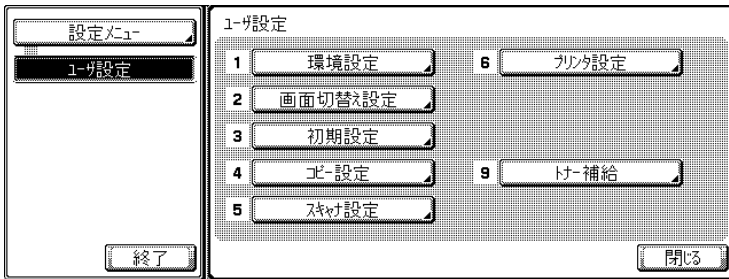 設定メニュー
ユーザ設定
終了
ユーザ設定
1 環境設定
2 画面切替え設定
3 初期設定
4 コピー設定
5 スキャナ設定
6 プリンタ設定
9 トナー補給
閉じる